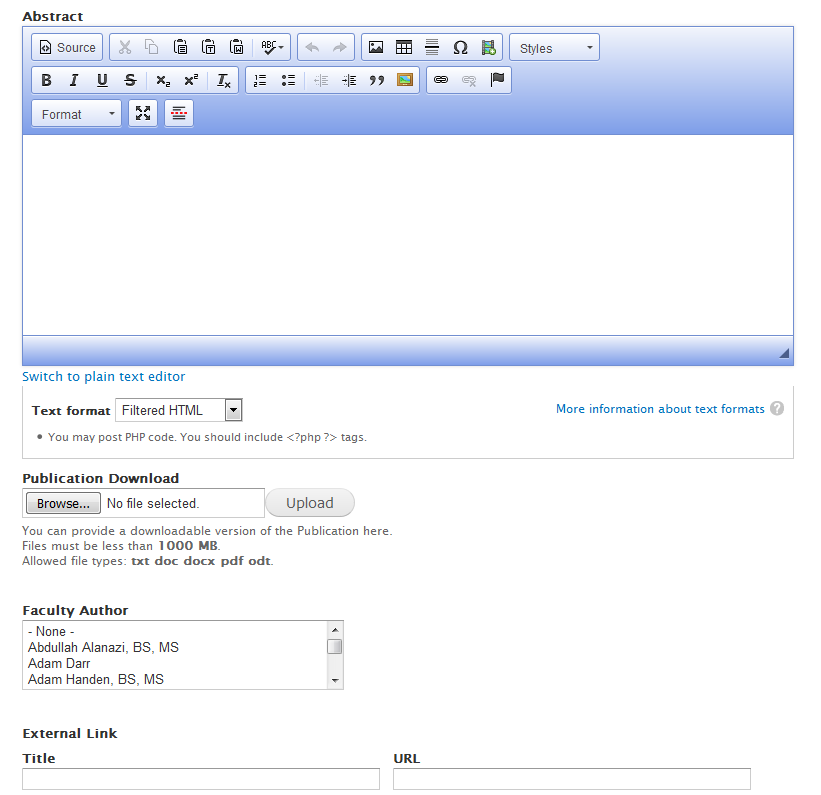 Abstract
Source ABC Styles
B I U S x₂ x² Tx
Format
Switch to plain text editor
Text format Filtered HTML More information about text formats ?
• You may post PHP code. You should include <?php ?> tags.
Publication Download
Browse... No file selected. Upload
You can provide a downloadable version of the Publication here.
Files must be less than 1000 MB.
Allowed file types: txt doc docx pdf odt.
Faculty Author
- None -
Abdullah Alanazi, BS, MS
Adam Darr
Adam Handen, BS, MS
External Link
Title URL